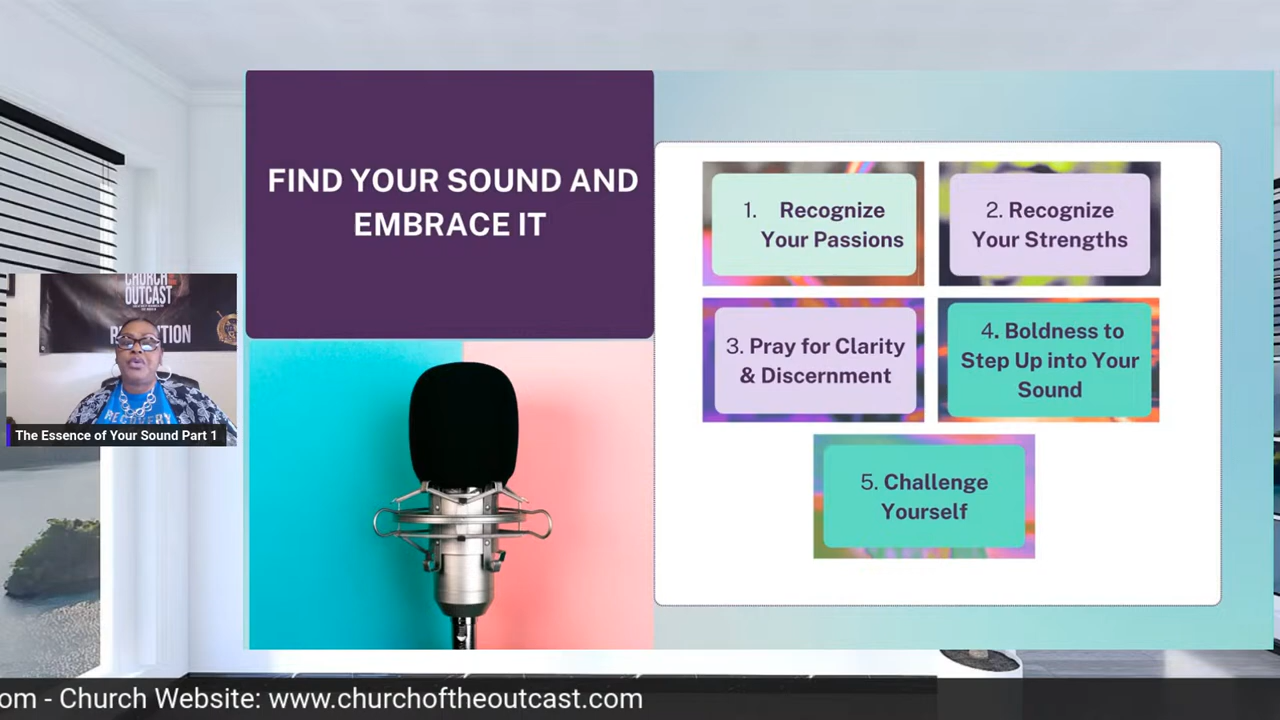 FIND YOUR SOUND AND
EMBRACE IT
1. Recognize
Your Passions
2. Recognize
Your Strengths
3. Pray for Clarity
& Discernment
4. Boldness to
Step Up into Your
Sound
5. Challenge
Yourself
CHURCH
OUTCAST
RECOVERY
The Essence of Your Sound Part 1
om - Church Website: www.churchoftheoutcast.com